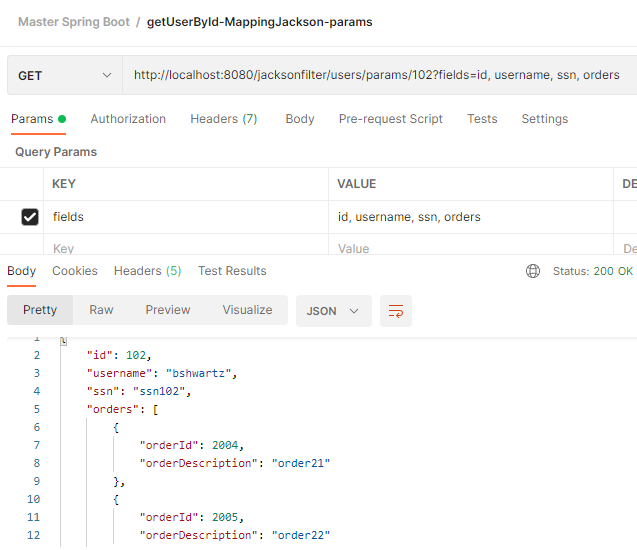 Master Spring Boot / getUserById-MappingJackson-params
GET http://localhost:8080/jacksonfilter/users/params/102?fields=id, username, ssn, orders
Params Authorization Headers (7) Body Pre-request Script Tests Settings
Query Params
KEY VALUE DE
fields id, username, ssn, orders
Key Value De
Body Cookies Headers (5) Test Results Status: 200 OK
Pretty Raw Preview Visualize JSON
1 {
2 "id": 102,
3 "username": "bshwartz",
4 "ssn": "ssn102",
5 "orders": [
6 {
7 "orderId": 2004,
8 "orderDescription": "order21"
9 },
10 {
11 "orderId": 2005,
12 "orderDescription": "order22"